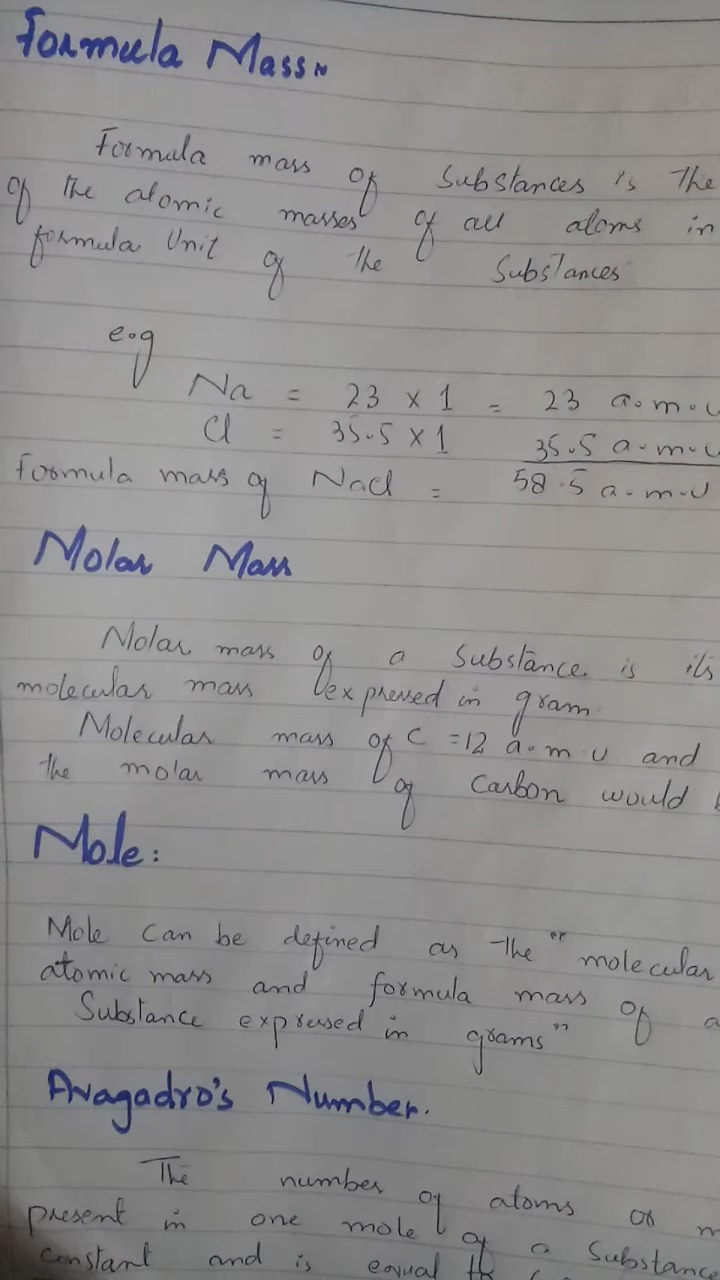 Formula Mass
Formula mass of Substances is The
of the atomic masses of all atoms in
formula Unit of the Substances
e.g
Na = 23 x 1 = 23 a.m.u
Cl = 35.5 x 1 35.5 a.m.u
Formula mass of Nacl = 58.5 a.m.u
Molar Mass
Molar mass of a Substance is its
molecular mass expressed in gram
Molecular mass of C = 12 a.m.u and
the molar mass of Carbon would
Mole:
Mole can be defined as the "molecular
atomic mass and formula mass of a
Substance expressed in grams"
Avagadro's Number.
The number of atoms or
present in one mole of a Substance
constant and is equal